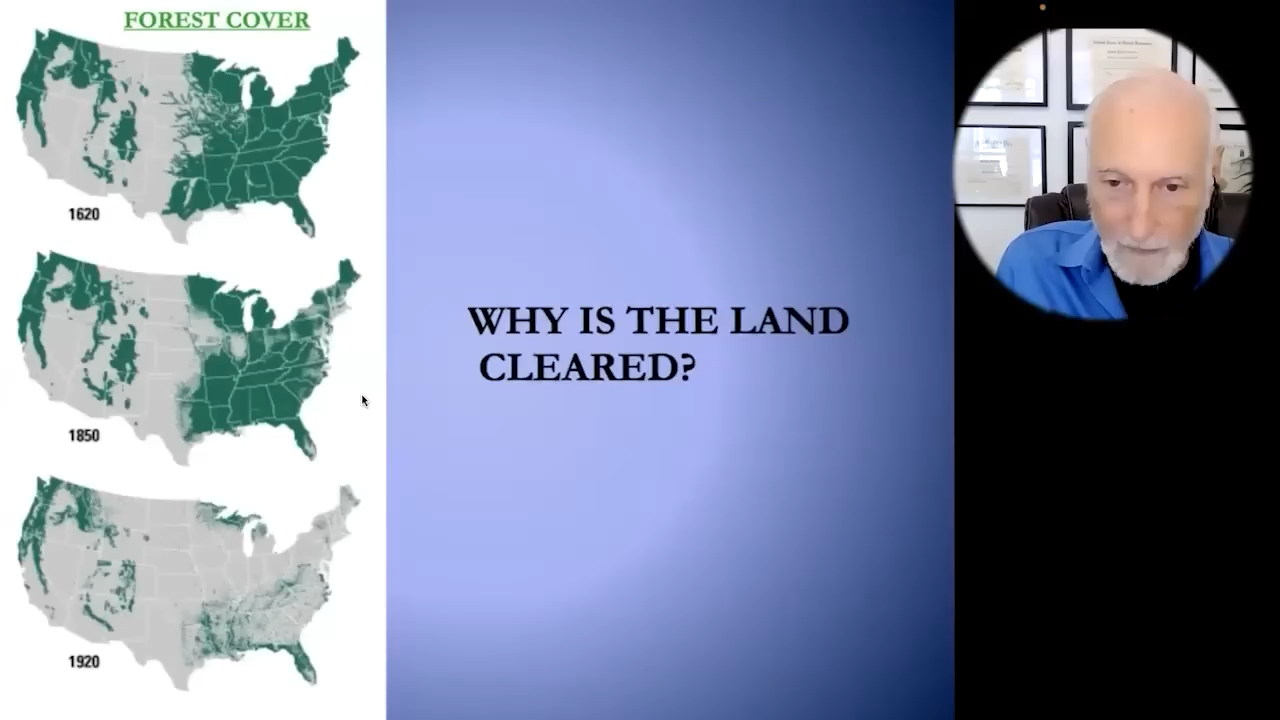 FOREST COVER
1620
1850
1920
WHY IS THE LAND
CLEARED?